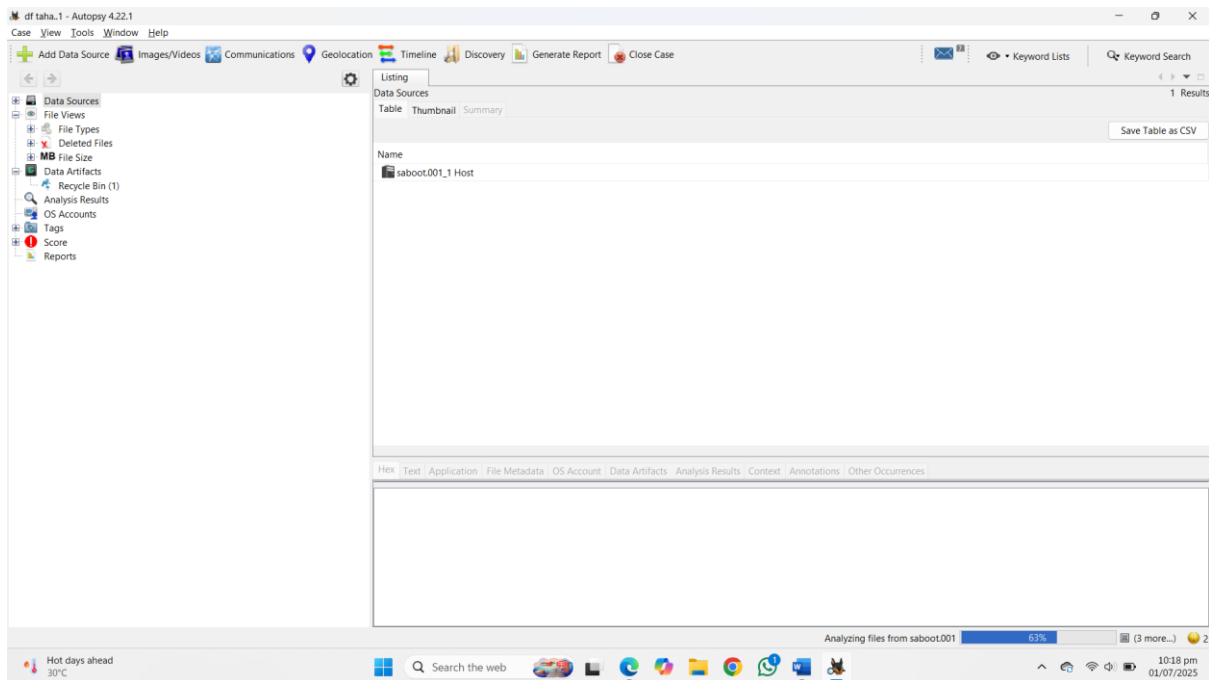 df taha..1 - Autopsy 4.22.1
Case View Tools Window Help
Add Data Source Images/Videos Communications Geolocation Timeline Discovery Generate Report Close Case Keyword Lists Keyword Search
Listing
Data Sources 1 Results
Table Thumbnail Summary
Save Table as CSV
Name
saboot.001_1 Host
Data Sources
File Views
File Types
Deleted Files
MB File Size
Data Artifacts
Recycle Bin (1)
Analysis Results
OS Accounts
Tags
Score
Reports
Hex Text Application File Metadata OS Account Data Artifacts Analysis Results Context Annotations Other Occurrences
Analyzing files from saboot.001 63% (3 more...) 2
Hot days ahead
30°C
Search the web
10:18 pm
01/07/2025